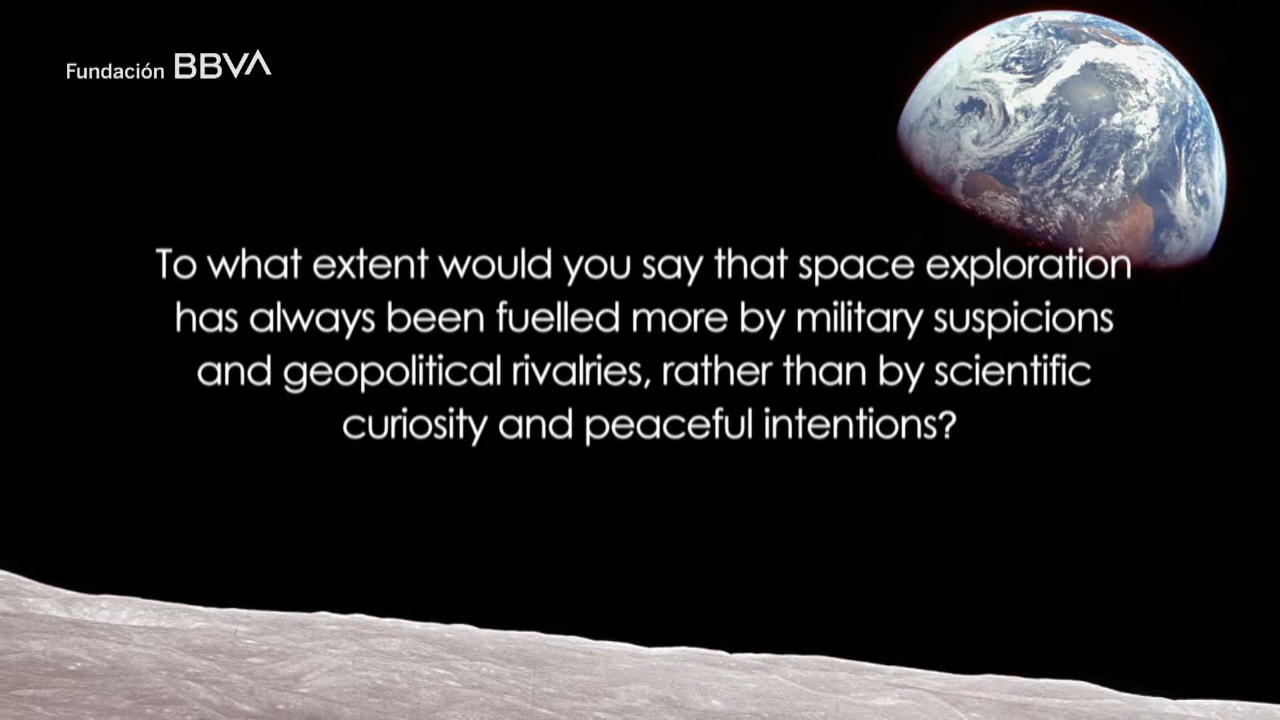 Fundación BBVA
To what extent would you say that space exploration
has always been fuelled more by military suspicions
and geopolitical rivalries, rather than by scientific
curiosity and peaceful intentions?